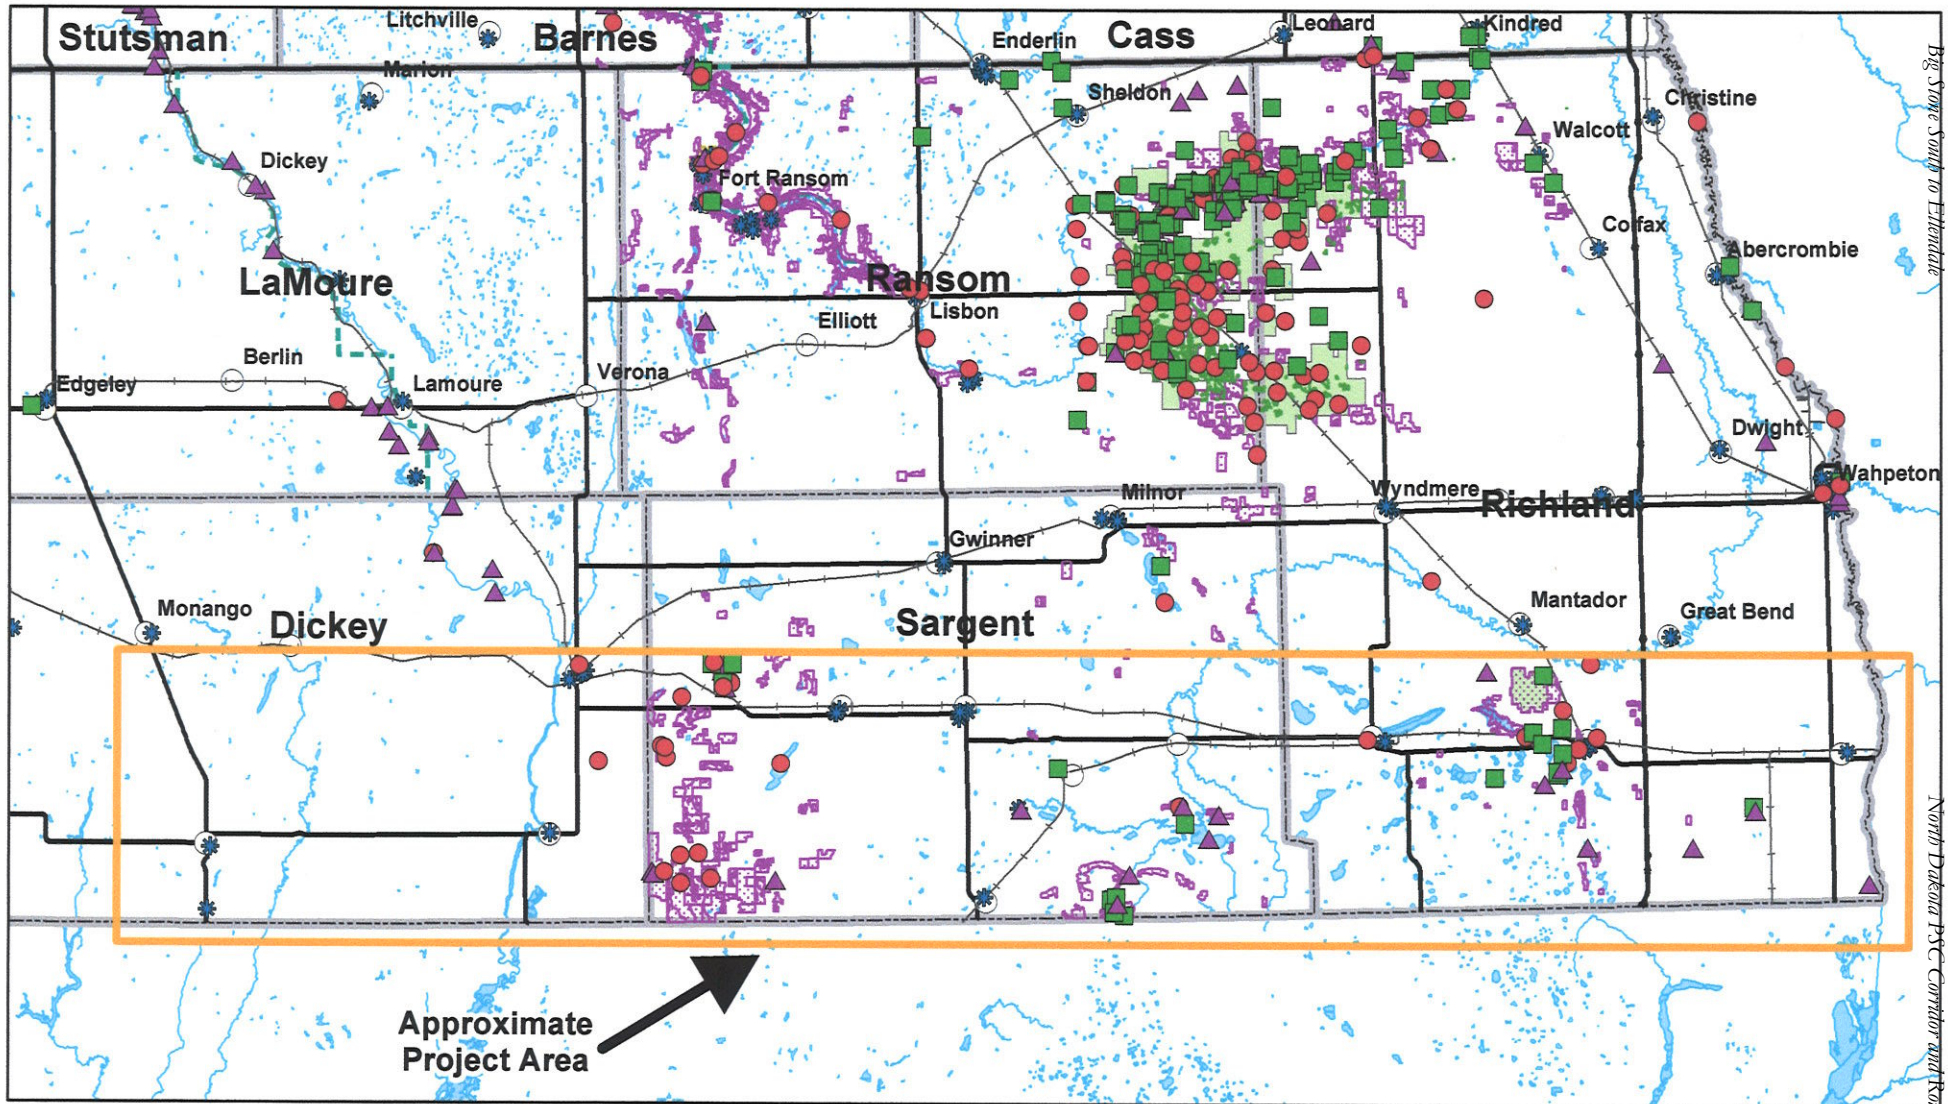 Litchville
Leonard
Kindred
Stutsman
Barnes
Enderlin
Cass
Marion
Sheldon
Christine
Walcott
Dickey
Fort Ransom
Colfax
Abercrombie
LaMoure
Ransom
Lisbon
Elliott
Berlin
Verona
Edgeley
Lamoure
Dwight
Wahpeton
Milnor
Wyndmere
Richland
Gwinner
Monango
Dickey
Sargent
Mantador
Great Bend
Approximate
Project Area
Big Stone South to Ellendale
North Dakota PSC Corridor and